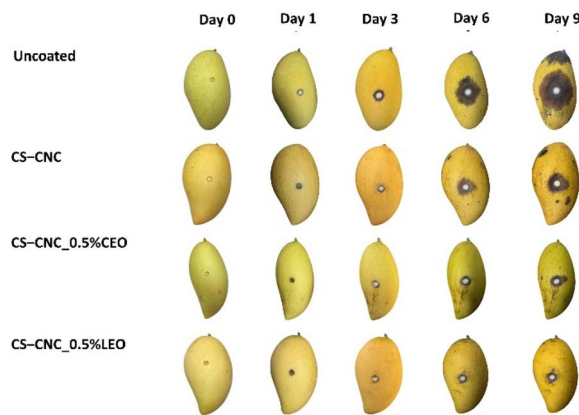 Day 0 Day 1 Day 3 Day 6 Day 9
Uncoated
CS–CNC
CS–CNC_0.5%CEO
CS–CNC_0.5%LEO